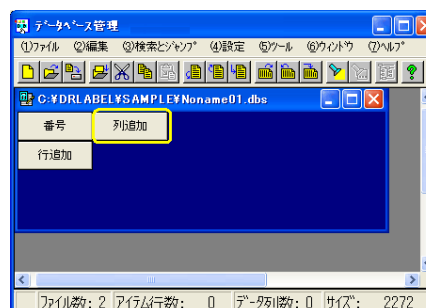 ﾃﾞｰﾀﾍﾞｰｽ管理
(1)ﾌｧｲﾙ (2)編集 (3)検索とｼﾞｬﾝﾌﾟ (4)設定 (5)ﾂｰﾙ (6)ｳｨﾝﾄﾞｳ (7)ﾍﾙﾌﾟ
C:¥DRLABEL¥SAMPLE¥Noname01.dbs
番号 列追加
行追加
ﾌｧｲﾙ数: 2 ｱｲﾃﾑ行数: 0 ﾃﾞｰﾀ列数: 0 ｻｲｽﾞ: 2272